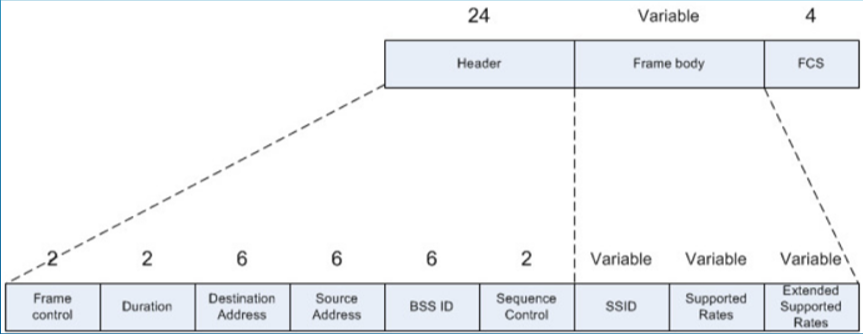 24 Variable 4
Header Frame body FCS
2 2 6 6 6 2 Variable Variable Variable
Frame control Duration Destination Address Source Address BSS ID Sequence Control SSID Supported Rates Extended Supported Rates